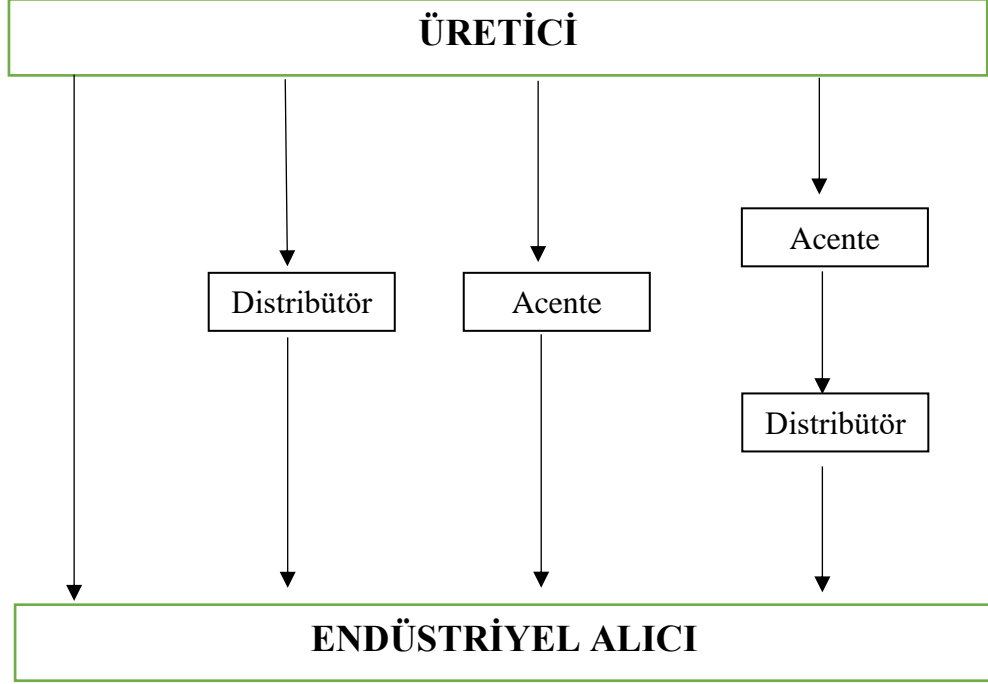 ÜRETİCİ
Acente
Distribütör
Acente
Distribütör
ENDÜSTRİYEL ALICI